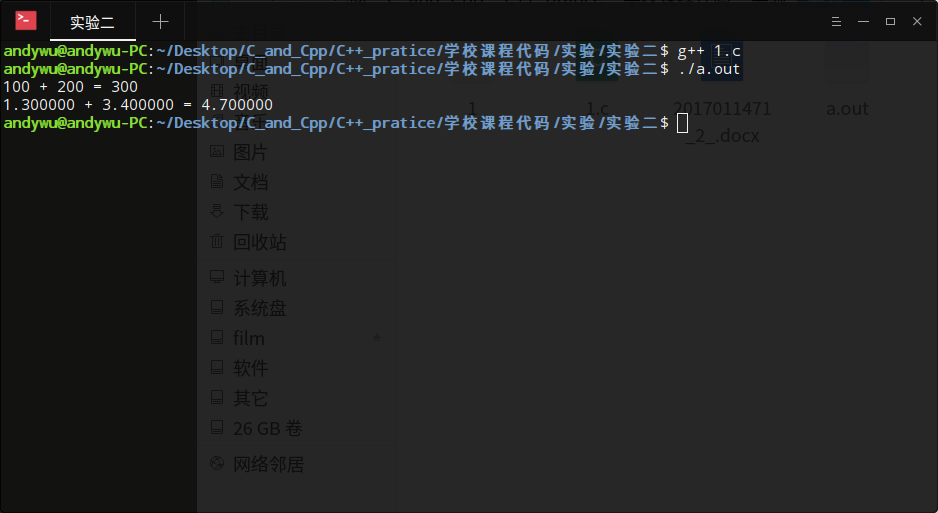 实验二
andywu@andywu-PC:~/Desktop/C_and_Cpp/C++_pratice/学校课程代码/实验/实验二$ g++ 1.c
andywu@andywu-PC:~/Desktop/C_and_Cpp/C++_pratice/学校课程代码/实验/实验二$ ./a.out
100 + 200 = 300
1.300000 + 3.400000 = 4.700000
andywu@andywu-PC:~/Desktop/C_and_Cpp/C++_pratice/学校课程代码/实验/实验二$
视频
1 1.c 2017011471 a.out
_2_.docx
图片
文档
下载
回收站
计算机
系统盘
film
软件
其它
26 GB 卷
网络邻居